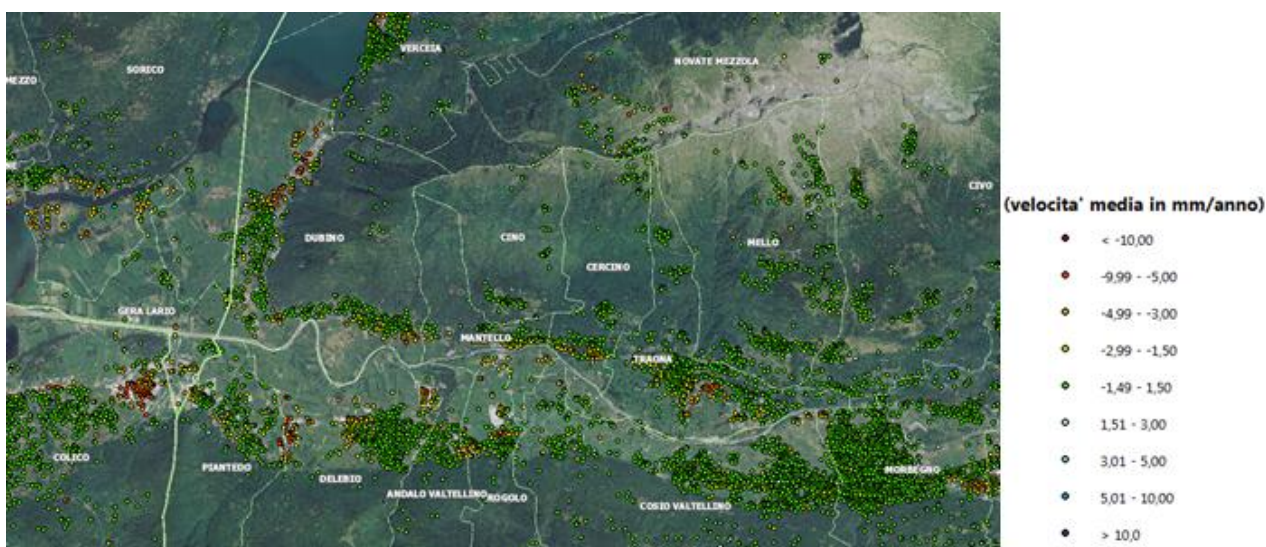 VERCEIA
SORICO
NOVATE MEZZOLA
MEZZO
CIVO
DUBINO
CINO
MELLO
CERCINO
GERA LARIO
MANTELLO
TRAONA
COLICO
PIANTEDO
DELEBIO
MORBEGNO
ANDALO VALTELLINO
ROGOLO
COSIO VALTELLINO
(velocita' media in mm/anno)
< -10,00
-9,99 - -5,00
-4,99 - -3,00
-2,99 - -1,50
-1,49 - 1,50
1,51 - 3,00
3,01 - 5,00
5,01 - 10,00
> 10,0